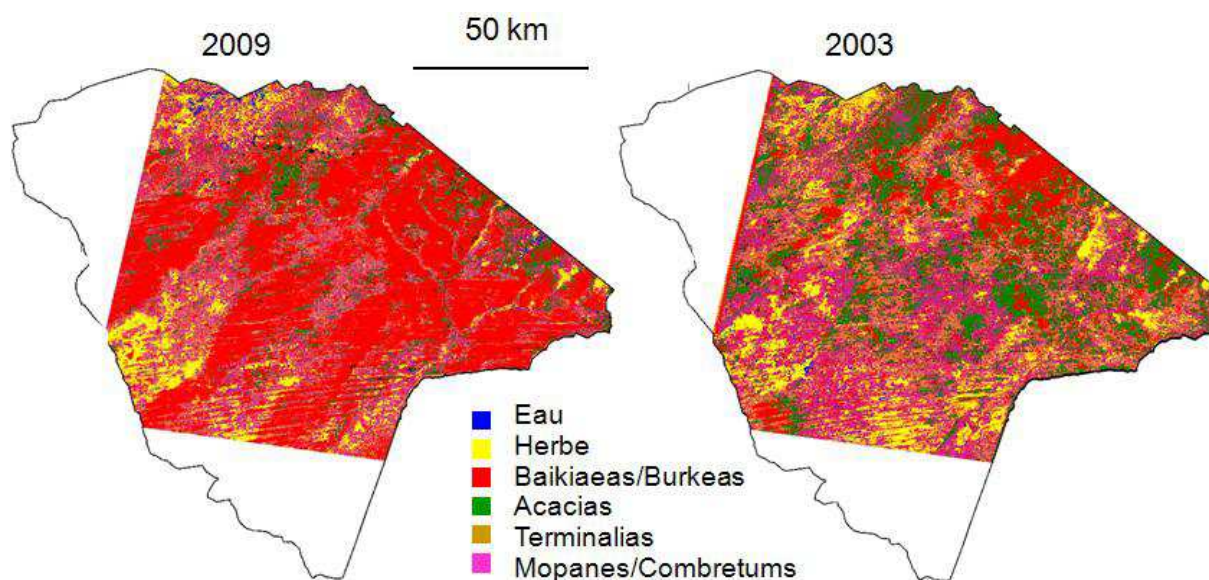 2009
50 km
2003
Eau
Herbe
Baikiaeas/Burkeas
Acacias
Terminalias
Mopanes/Combretums